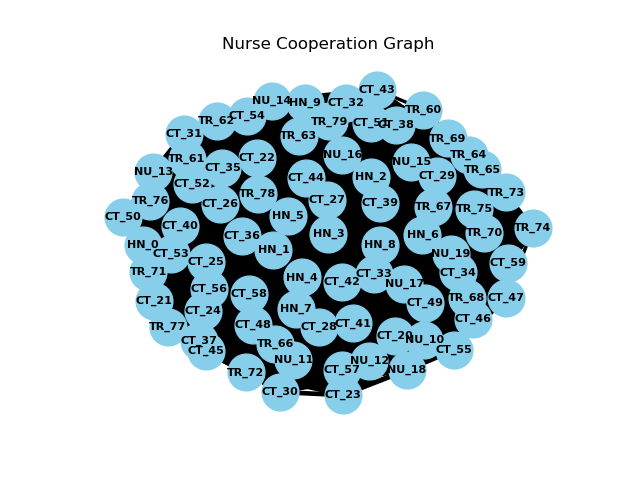 Nurse Cooperation Graph
CT_43
NU_14
HN_9
CT_32
TR_60
CT_54
TR_62
TR_79
CT_51
CT_38
CT_31
TR_63
TR_69
NU_16
TR_64
TR_61
CT_22
NU_15
CT_35
TR_65
NU_13
CT_29
HN_2
CT_44
CT_52
TR_73
TR_78
TR_76
CT_27
CT_39
CT_26
TR_67
TR_75
CT_50
HN_5
CT_40
TR_74
HN_3
TR_70
HN_6
CT_36
HN_0
HN_8
HN_1
CT_53
NU_19
CT_25
CT_59
TR_71
CT_34
CT_33
HN_4
CT_42
NU_17
CT_56
CT_58
TR_68
CT_47
CT_21
CT_49
HN_7
CT_24
CT_46
CT_41
CT_48
TR_77
CT_28
CT_20
NU_10
CT_37
TR_66
CT_45
CT_55
NU_11
NU_12
CT_57
NU_18
TR_72
CT_30
CT_23